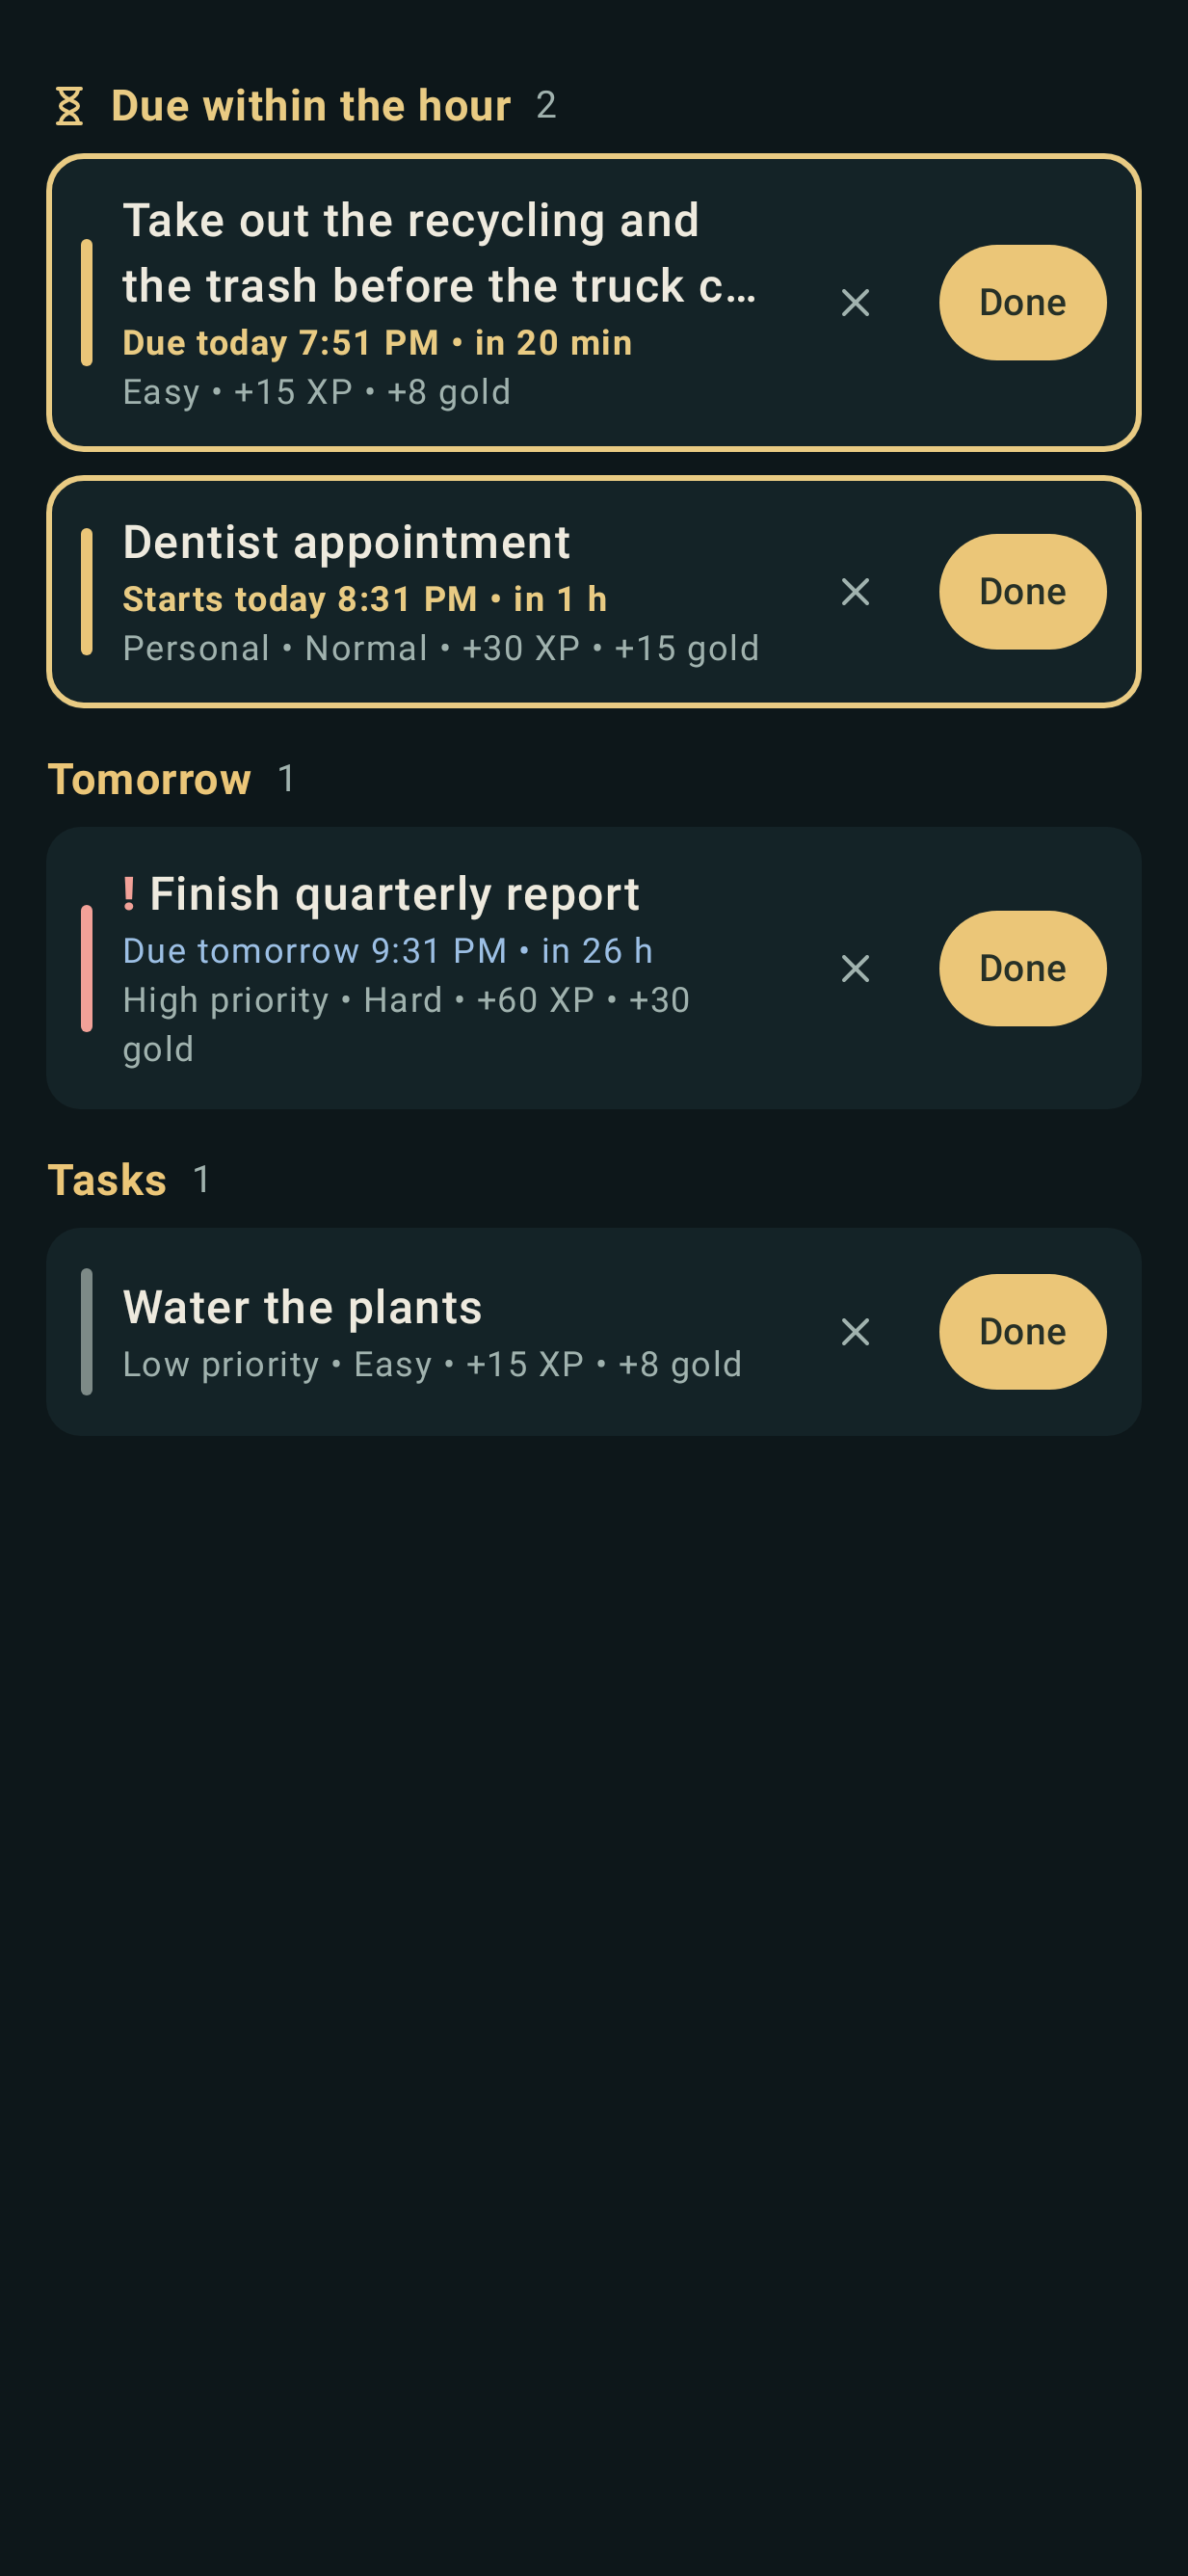 Due within the hour 2
Take out the recycling and
the trash before the truck c…
Due today 7:51 PM • in 20 min
Easy • +15 XP • +8 gold
Done
Dentist appointment
Starts today 8:31 PM • in 1 h
Personal • Normal • +30 XP • +15 gold
Done
Tomorrow 1
! Finish quarterly report
Due tomorrow 9:31 PM • in 26 h
High priority • Hard • +60 XP • +30
gold
Done
Tasks 1
Water the plants
Low priority • Easy • +15 XP • +8 gold
Done